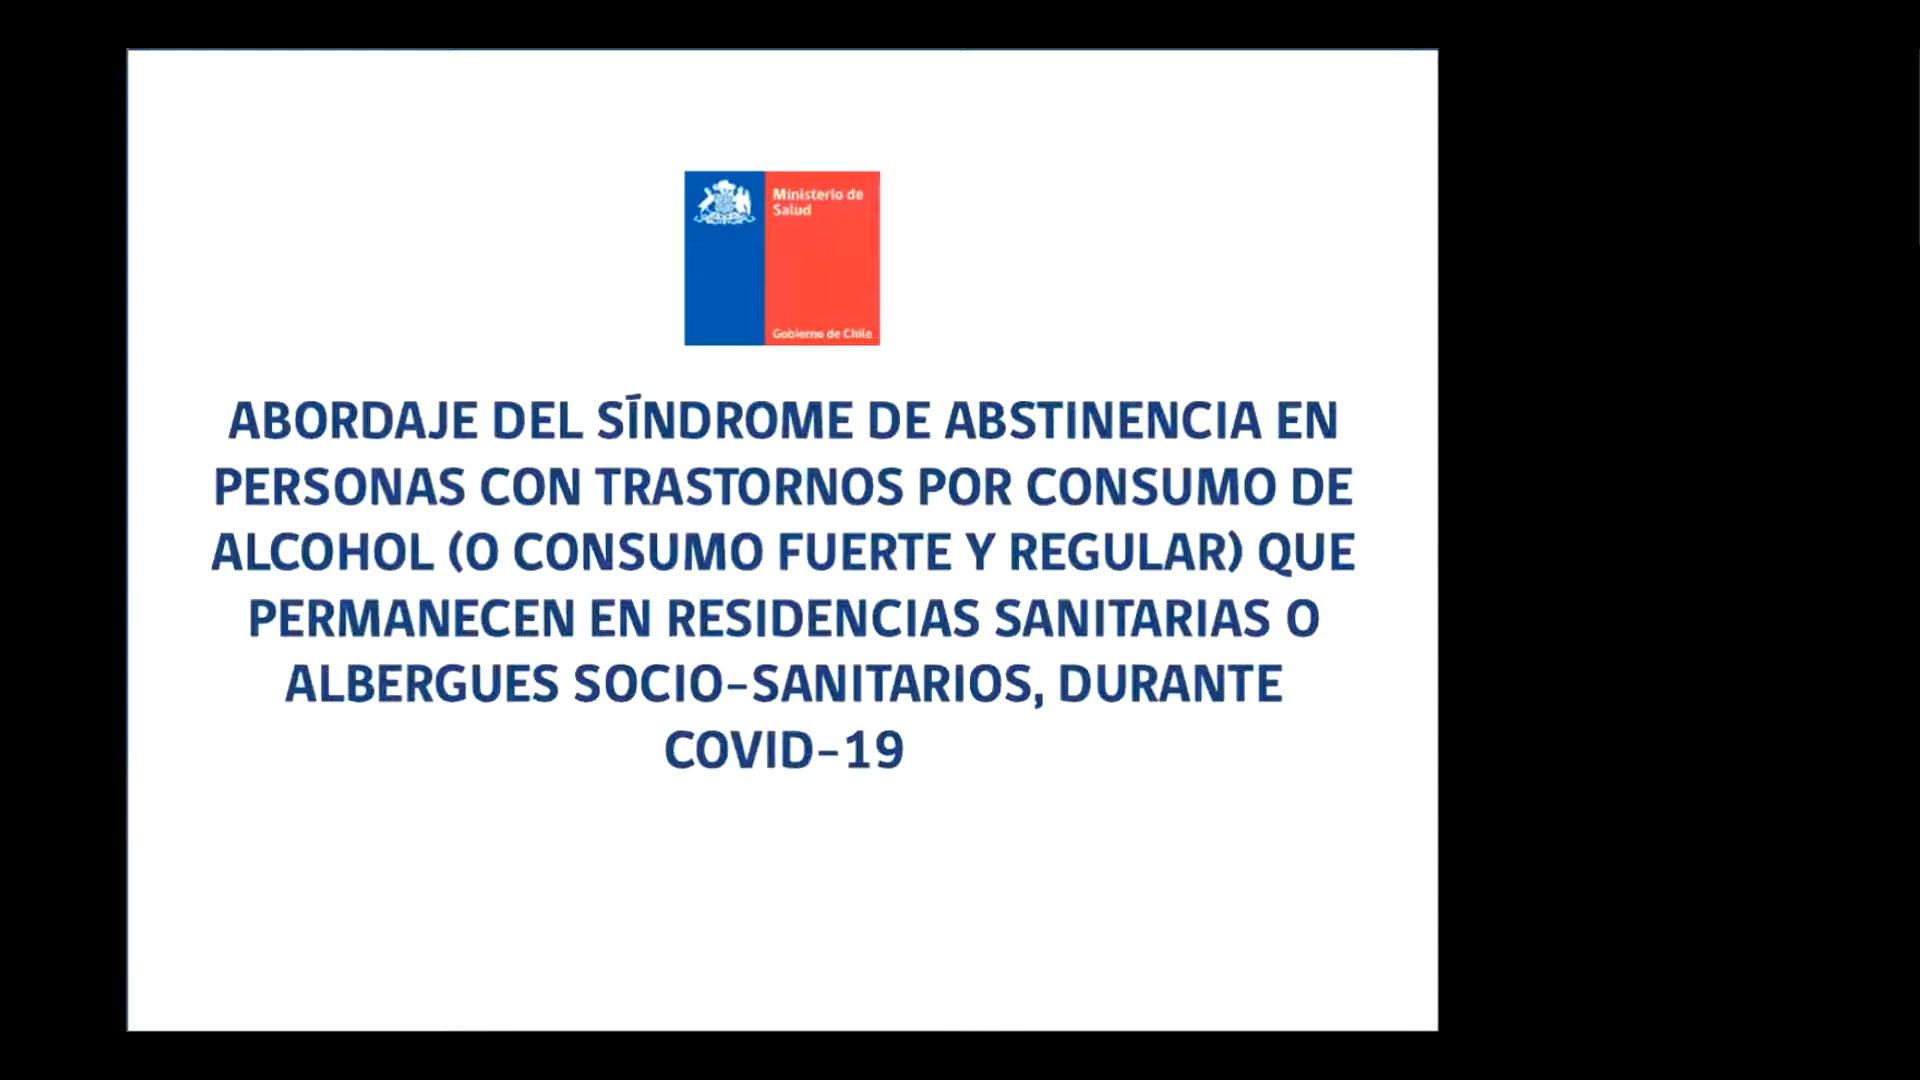 Ministerio de
Salud
Gobierno de Chile
ABORDAJE DEL SÍNDROME DE ABSTINENCIA EN
PERSONAS CON TRASTORNOS POR CONSUMO DE
ALCOHOL (O CONSUMO FUERTE Y REGULAR) QUE
PERMANECEN EN RESIDENCIAS SANITARIAS O
ALBERGUES SOCIO-SANITARIOS, DURANTE
COVID-19